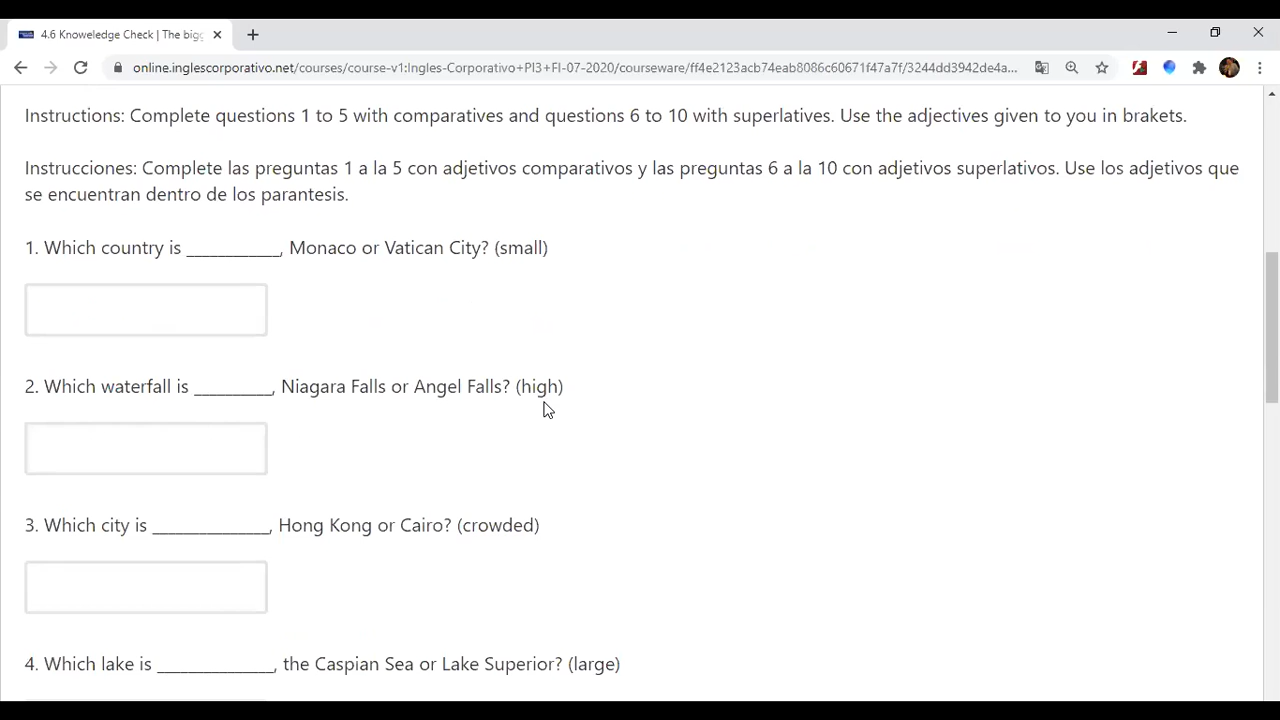 4.6 Knoweledge Check | The bigg
online.inglescorporativo.net/courses/course-v1:Ingles-Corporativo+PI3+FI-07-2020/courseware/ff4e2123acb74eab8086c60671f47a7f/3244dd3942de4a...
Instructions: Complete questions 1 to 5 with comparatives and questions 6 to 10 with superlatives. Use the adjectives given to you in brakets.
Instrucciones: Complete las preguntas 1 a la 5 con adjetivos comparativos y las preguntas 6 a la 10 con adjetivos superlativos. Use los adjetivos que
se encuentran dentro de los parantesis.
1. Which country is ____________, Monaco or Vatican City? (small)
2. Which waterfall is __________, Niagara Falls or Angel Falls? (high)
3. Which city is _______________, Hong Kong or Cairo? (crowded)
4. Which lake is _______________, the Caspian Sea or Lake Superior? (large)